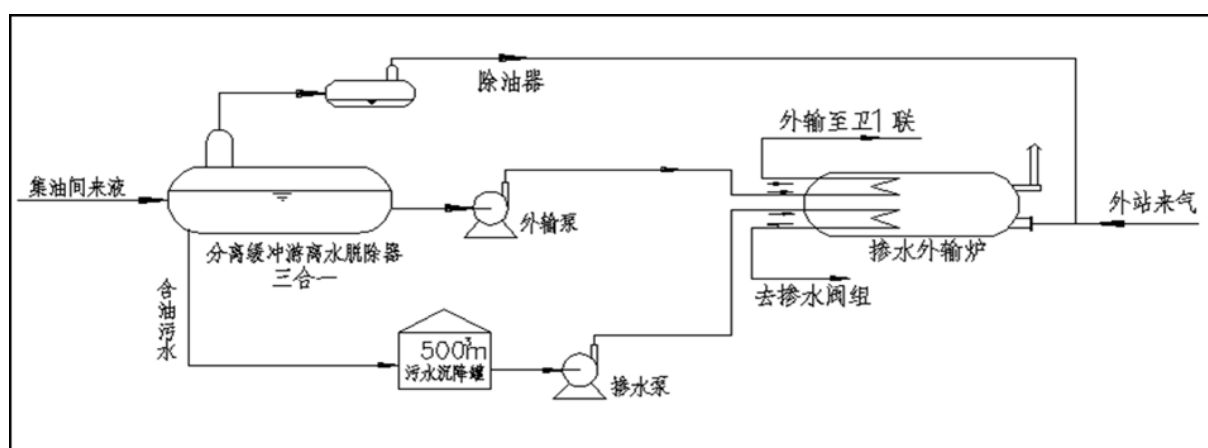 除油器
外输至卫1联
集油间来液
外站来气
外输泵
分离缓冲游离水脱除器
三合一
掺水外输炉
去掺水阀组
含油污水
500m³
污水沉降罐
掺水泵